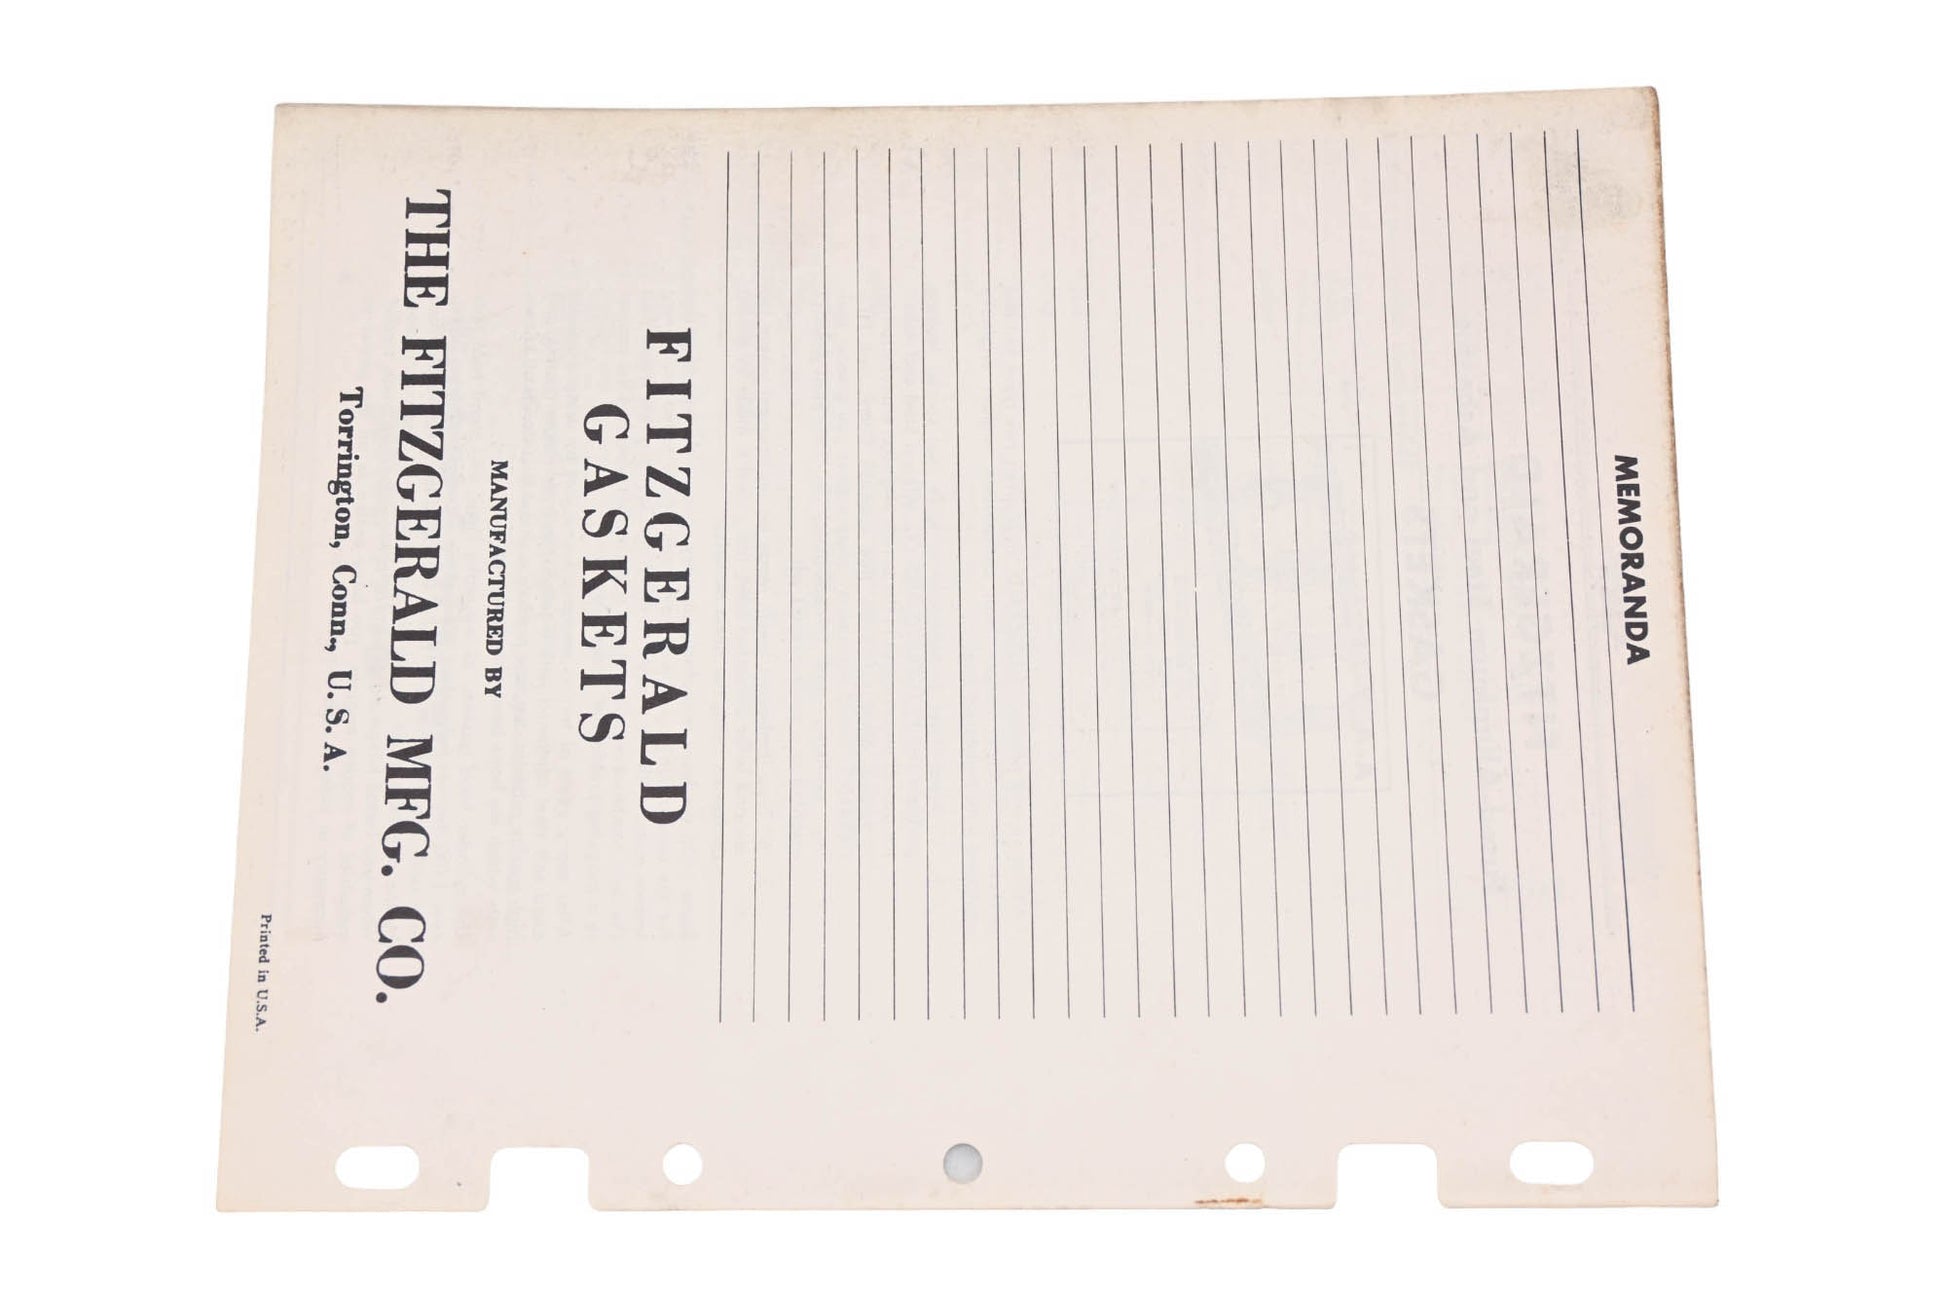 MEMORANDA
FITZGERALD
GASKETS
MANUFACTURED BY
THE FITZGERALD MFG. CO.
Torrington, Conn., U.S.A.
Printed in U.S.A.